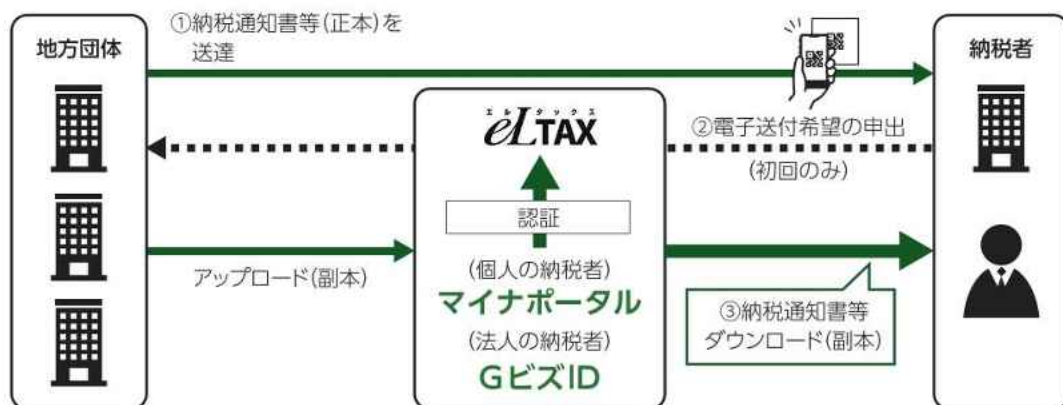 ①納税通知書等(正本)を
送達
地方団体
納税者
エルタックス
eLTAX
②電子送付希望の申出
(初回のみ)
認証
アップロード(副本)
(個人の納税者)
マイナポータル
(法人の納税者)
GビズID
③納税通知書等
ダウンロード(副本)